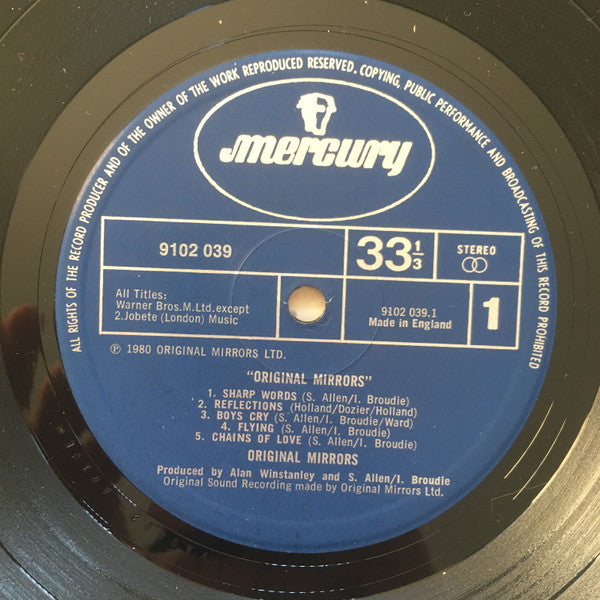 ALL RIGHTS OF THE RECORD PRODUCER AND OF THE OWNER OF THE WORK REPRODUCED RESERVED. COPYING, PUBLIC PERFORMANCE AND BROADCASTING OF THIS RECORD PROHIBITED
mercury
9102 039
33⅓
STEREO
All Titles:
Warner Bros.M.Ltd.except
2.Jobete (London) Music
9102 039.1
Made in England
1
℗ 1980 ORIGINAL MIRRORS LTD.
"ORIGINAL MIRRORS"
1. SHARP WORDS (S. Allen/I. Broudie)
2. REFLECTIONS (Holland/Dozier/Holland)
3. BOYS CRY (S. Allen/I. Broudie/Ward)
4. FLYING (S. Allen/I. Broudie)
5. CHAINS OF LOVE (S. Allen/I. Broudie)
ORIGINAL MIRRORS
Produced by Alan Winstanley and S. Allen/I. Broudie
Original Sound Recording made by Original Mirrors Ltd.